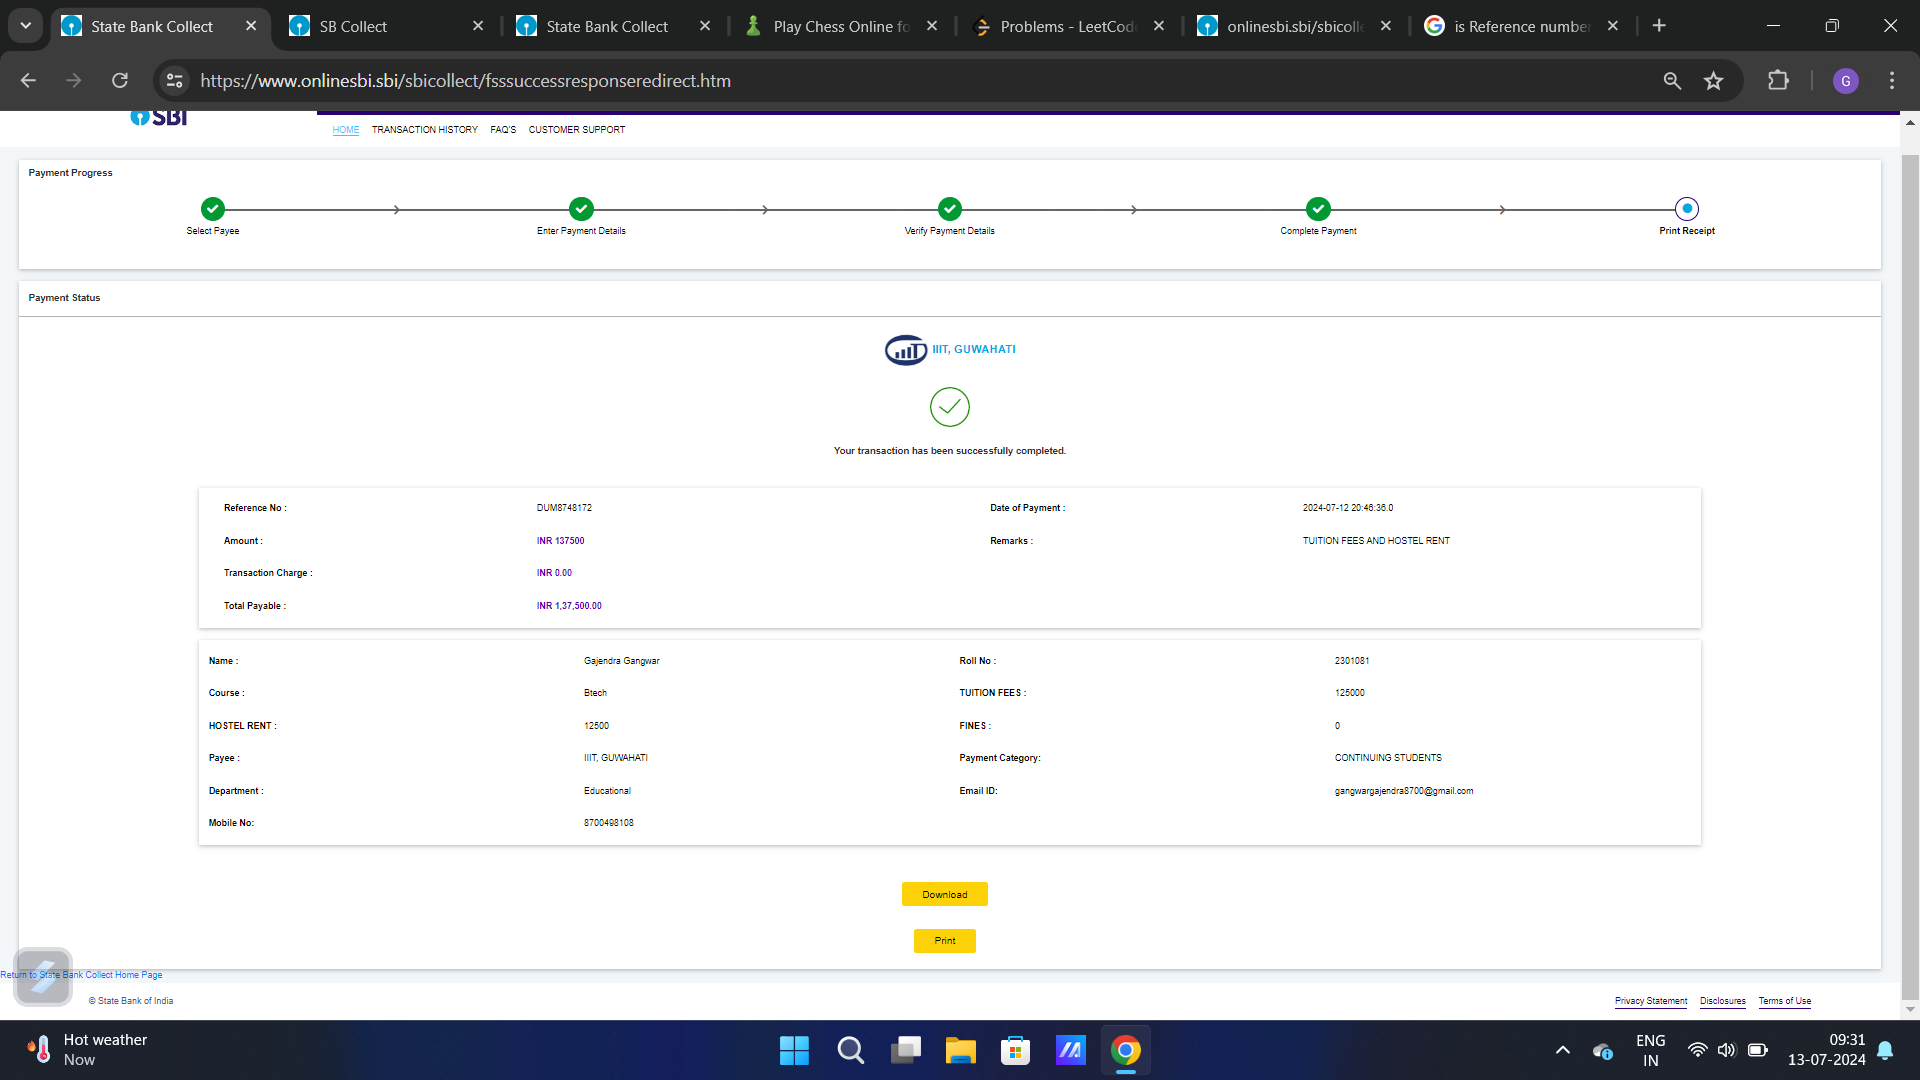 State Bank Collect
SB Collect
State Bank Collect
Play Chess Online fo
Problems - LeetCod
onlinesbi.sbi/sbicolle
is Reference number
https://www.onlinesbi.sbi/sbicollect/fsssuccessresponseredirect.htm
G
SBI
HOME TRANSACTION HISTORY FAQ'S CUSTOMER SUPPORT
Payment Progress
Select Payee
Enter Payment Details
Verify Payment Details
Complete Payment
Print Receipt
Payment Status
IIIT, GUWAHATI
Your transaction has been successfully completed.
Reference No : DUM8748172 Date of Payment : 2024-07-12 20:46:36.0
Amount : INR 137500 Remarks : TUITION FEES AND HOSTEL RENT
Transaction Charge : INR 0.00
Total Payable : INR 1,37,500.00
Name : Gajendra Gangwar Roll No : 2301081
Course : Btech TUITION FEES : 125000
HOSTEL RENT : 12500 FINES : 0
Payee : IIIT, GUWAHATI Payment Category: CONTINUING STUDENTS
Department : Educational Email ID: gangwargajendra8700@gmail.com
Mobile No: 8700498108
Download
Print
Return to State Bank Collect Home Page
© State Bank of India
Privacy Statement Disclosures Terms of Use
Hot weather
Now
ENG
IN
09:31
13-07-2024